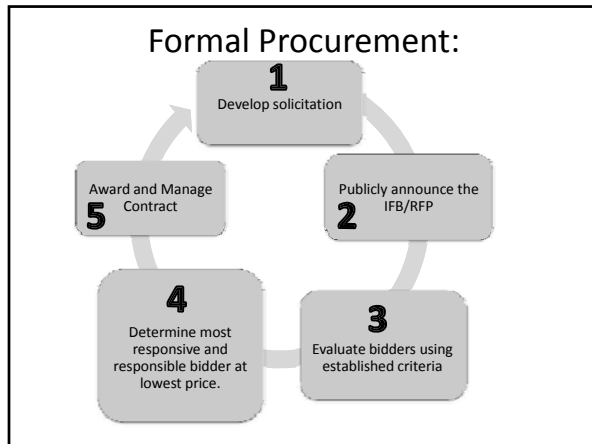 Formal Procurement:
1
Develop solicitation
Publicly announce the
IFB/RFP
2
3
Evaluate bidders using
established criteria
4
Determine most
responsive and
responsible bidder at
lowest price.
Award and Manage
Contract
5